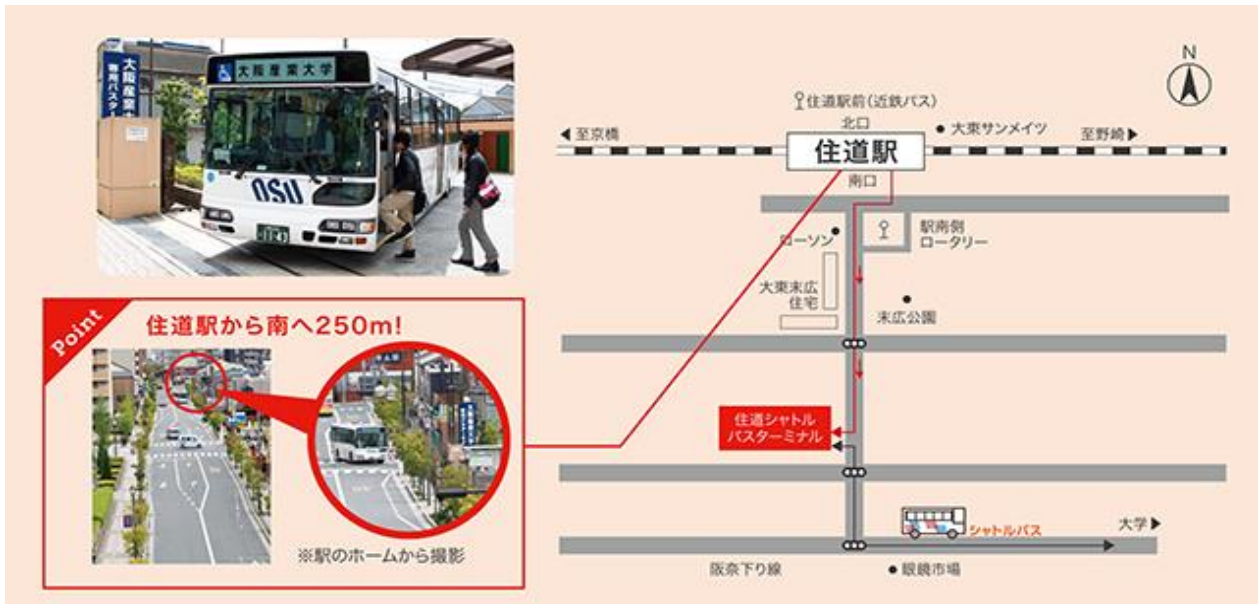 大阪産業大
専用バスター
大阪産業大学
OSU
11-43
Point
住道駅から南へ250m!
※駅のホームから撮影
N
住道駅前(近鉄バス)
北口
大東サンメイツ
◀至京橋
至野崎▶
住道駅
南口
ローソン
駅南側
ロータリー
大東末広
住宅
末広公園
住道シャトル
バスターミナル
シャトルバス
大学▶
阪奈下り線
眼鏡市場